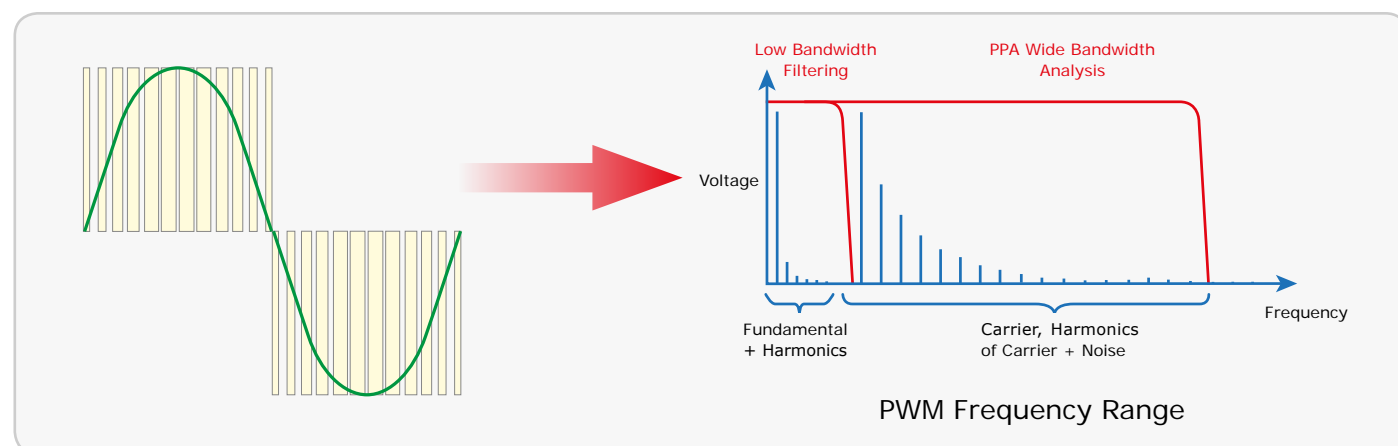 Low Bandwidth
Filtering
PPA Wide Bandwidth
Analysis
Voltage
Frequency
Fundamental
+ Harmonics
Carrier, Harmonics
of Carrier + Noise
PWM Frequency Range